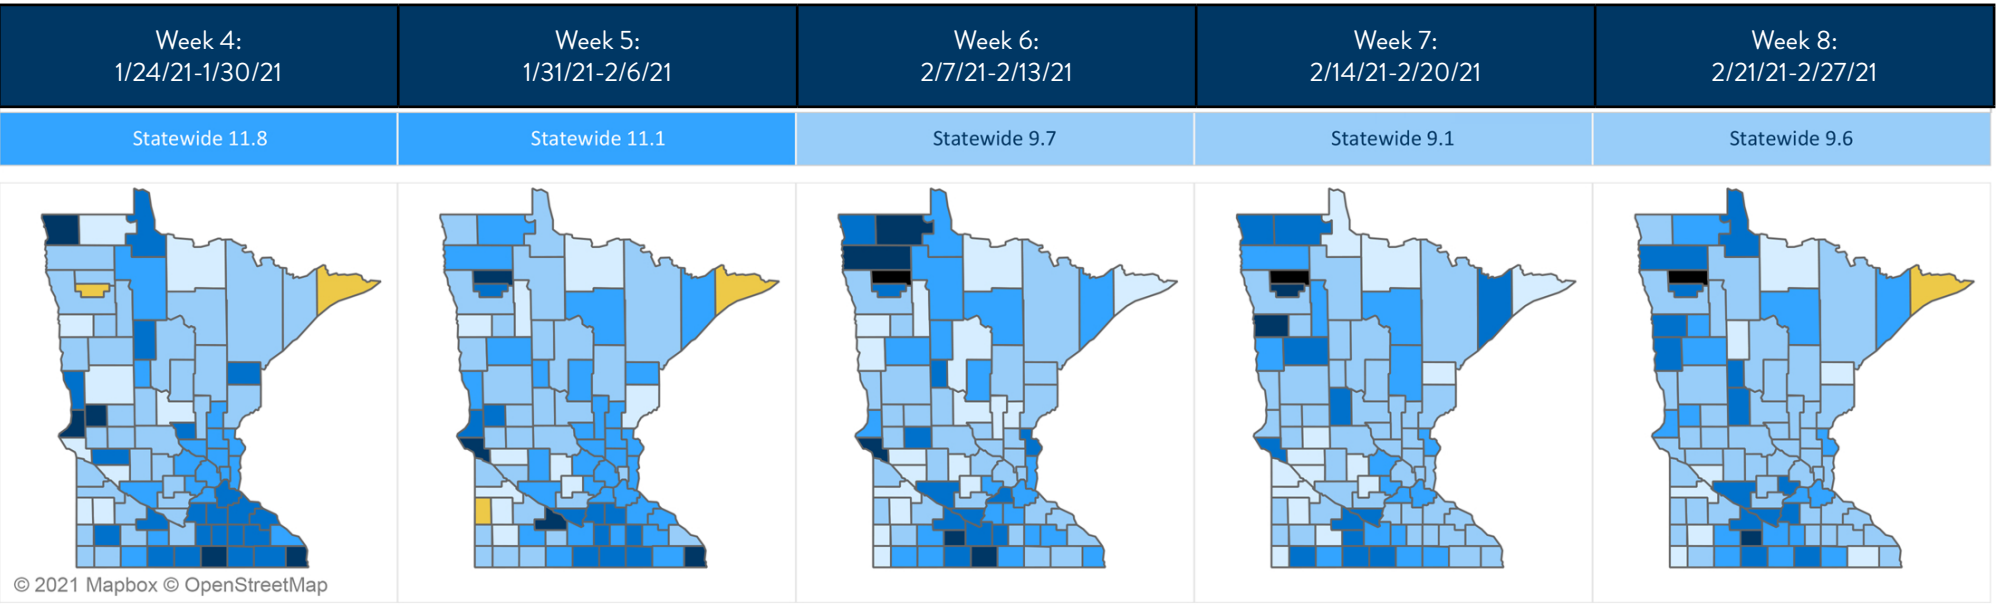 Week 4:
1/24/21-1/30/21
Week 5:
1/31/21-2/6/21
Week 6:
2/7/21-2/13/21
Week 7:
2/14/21-2/20/21
Week 8:
2/21/21-2/27/21
Statewide 11.8
Statewide 11.1
Statewide 9.7
Statewide 9.1
Statewide 9.6
© 2021 Mapbox © OpenStreetMap